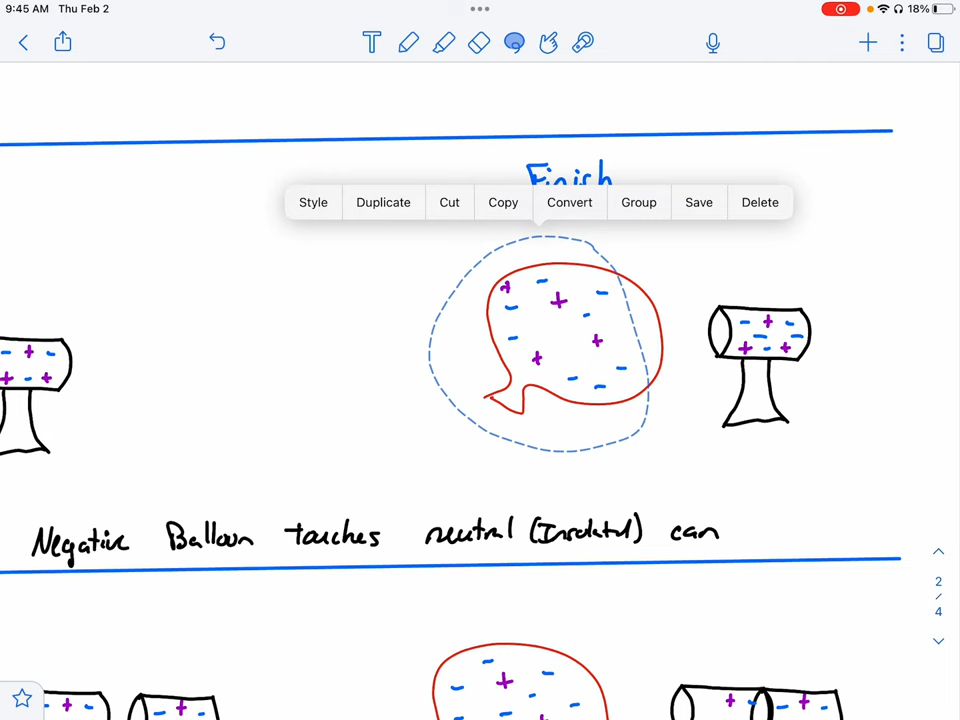 9:45 AM Thu Feb 2
18%
T
Finish
Style Duplicate Cut Copy Convert Group Save Delete
Negative Balloon touches neutral (Insolated) can
2
/
4